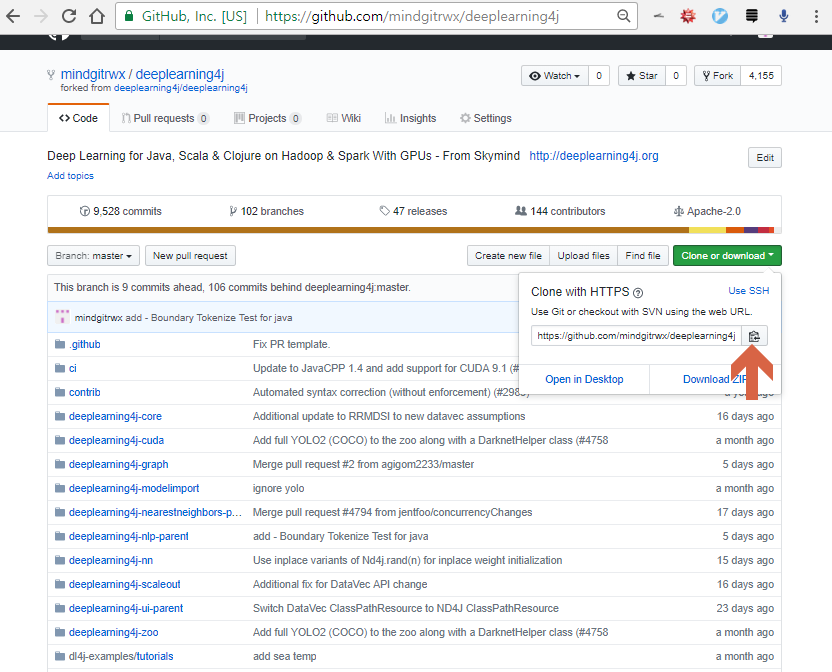 GitHub, Inc. [US] https://github.com/mindgitrwx/deeplearning4j
mindgitrwx / deeplearning4j
Watch 0 Star 0 Fork 4,155
forked from deeplearning4j/deeplearning4j
Code Pull requests 0 Projects 0 Wiki Insights Settings
Deep Learning for Java, Scala & Clojure on Hadoop & Spark With GPUs - From Skymind http://deeplearning4j.org Edit
Add topics
9,528 commits 102 branches 47 releases 144 contributors Apache-2.0
Branch: master New pull request Create new file Upload files Find file Clone or download
This branch is 9 commits ahead, 106 commits behind deeplearning4j:master.
Clone with HTTPS Use SSH
Use Git or checkout with SVN using the web URL.
https://github.com/mindgitrwx/deeplearning4j
Open in Desktop Download ZIP
mindgitrwx add - Boundary Tokenize Test for java
.github Fix PR template.
ci Update to JavaCPP 1.4 and add support for CUDA 9.1 (#
contrib Automated syntax correction (without enforcement) (#298 a year ago
deeplearning4j-core Additional update to RRMDSI to new datavec assumptions 16 days ago
deeplearning4j-cuda Add full YOLO2 (COCO) to the zoo along with a DarknetHelper class (#4758 a month ago
deeplearning4j-graph Merge pull request #2 from agigom2233/master 5 days ago
deeplearning4j-modelimport ignore yolo a month ago
deeplearning4j-nearestneighbors-p... Merge pull request #4794 from jentfoo/concurrencyChanges 17 days ago
deeplearning4j-nlp-parent add - Boundary Tokenize Test for java 5 days ago
deeplearning4j-nn Use inplace variants of Nd4j.rand(n) for inplace weight initialization 15 days ago
deeplearning4j-scaleout Additional fix for DataVec API change 16 days ago
deeplearning4j-ui-parent Switch DataVec ClassPathResource to ND4J ClassPathResource 23 days ago
deeplearning4j-zoo Add full YOLO2 (COCO) to the zoo along with a DarknetHelper class (#4758 a month ago
dl4j-examples/tutorials add sea temp a month ago